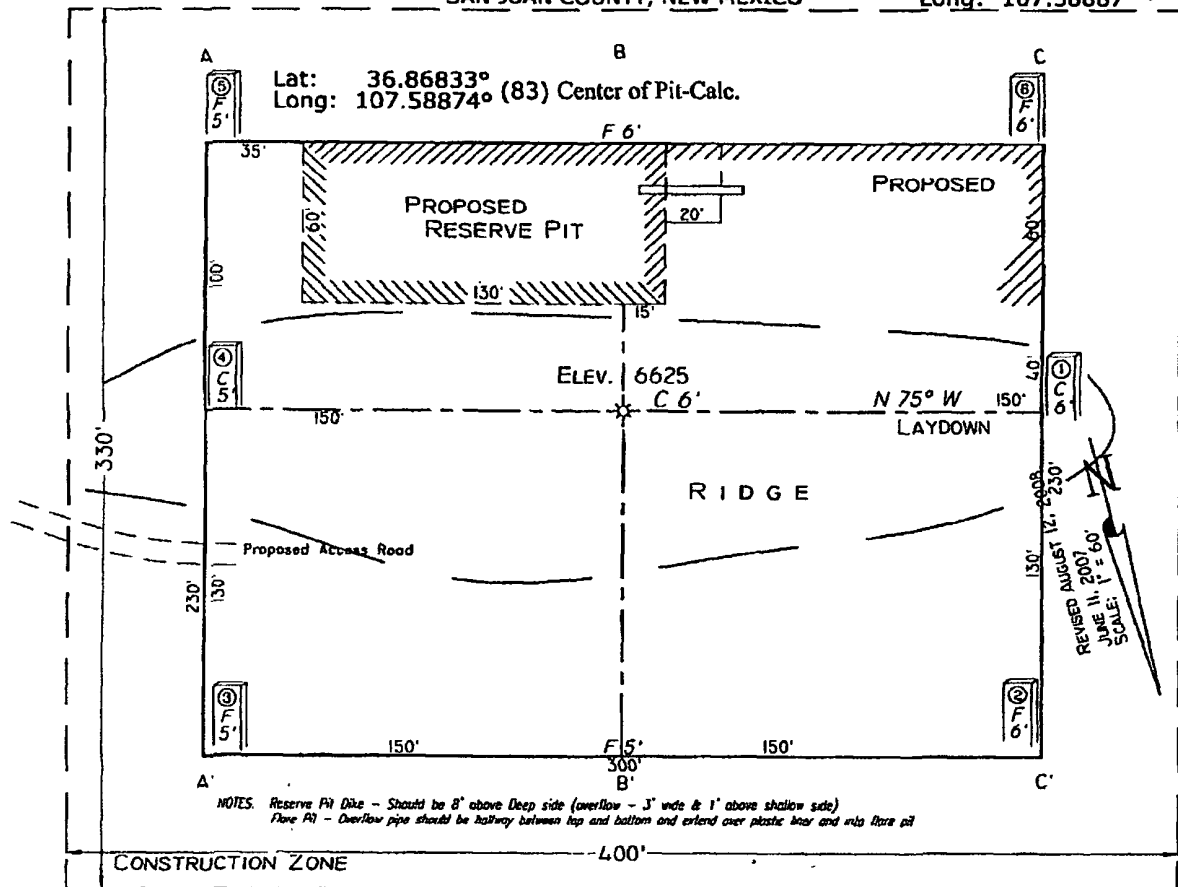 SAN JUAN COUNTY, NEW MEXICO
Long: 107.58887
A
B
C
Lat: 36.86833°
Long: 107.58874° (83) Center of Pit-Calc.
⑤
F
5'
⑥
F
6'
F 6'
35'
PROPOSED
PROPOSED
RESERVE PIT
60'
20'
60'
100'
130'
15'
④
C
5'
ELEV. 6625
C 6'
40'
①
C
6'
150'
N 75° W
150'
LAYDOWN
330'
RIDGE
N
230'
REVISED AUGUST 12, 2008
JUNE 11, 2007
SCALE: 1" = 60'
Proposed Access Road
230'
130'
130'
③
F
5'
②
F
6'
150'
F 5'
150'
300'
A'
B'
C'
NOTES. Reserve Pit Dike - Should be 8' above Deep side (overflow - 3' wide & 1' above shallow side)
Flare Pit - Overflow pipe should be halfway between top and bottom and extend over plastic liner and into flare pit
400'
CONSTRUCTION ZONE